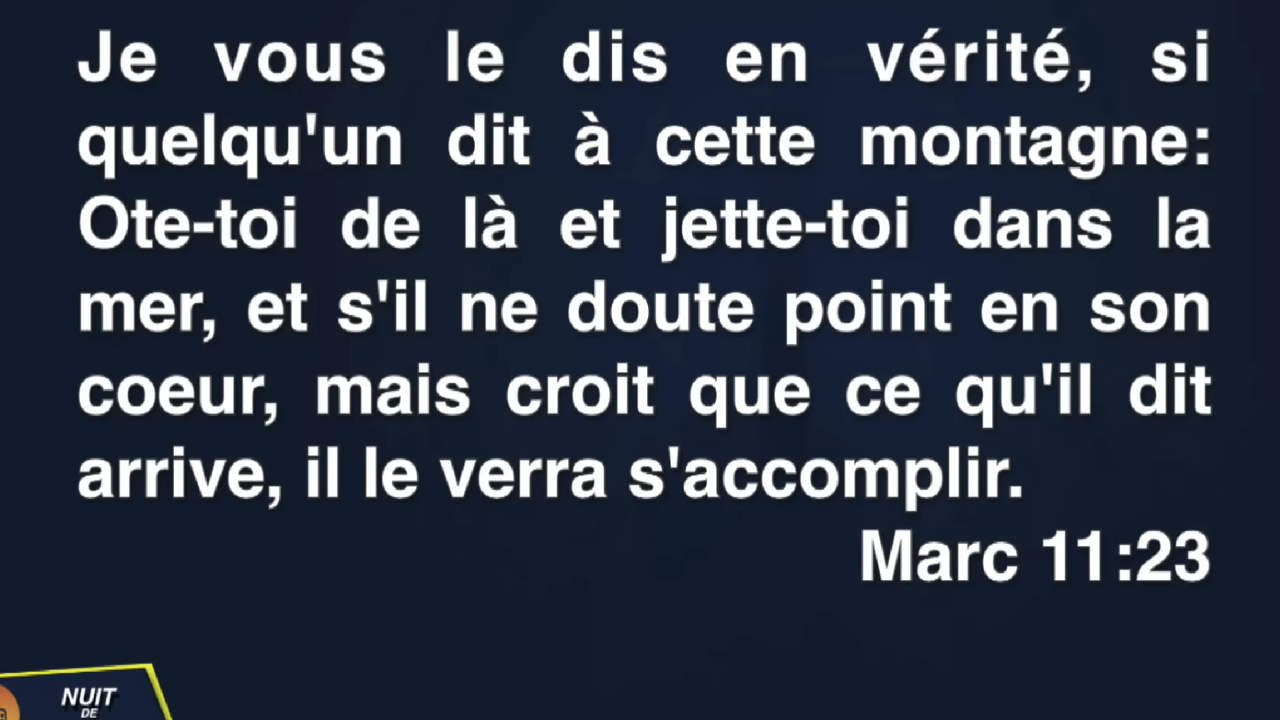 Je vous le dis en vérité, si
quelqu'un dit à cette montagne:
Ote-toi de là et jette-toi dans la
mer, et s'il ne doute point en son
coeur, mais croit que ce qu'il dit
arrive, il le verra s'accomplir.
Marc 11:23
NUIT
DE